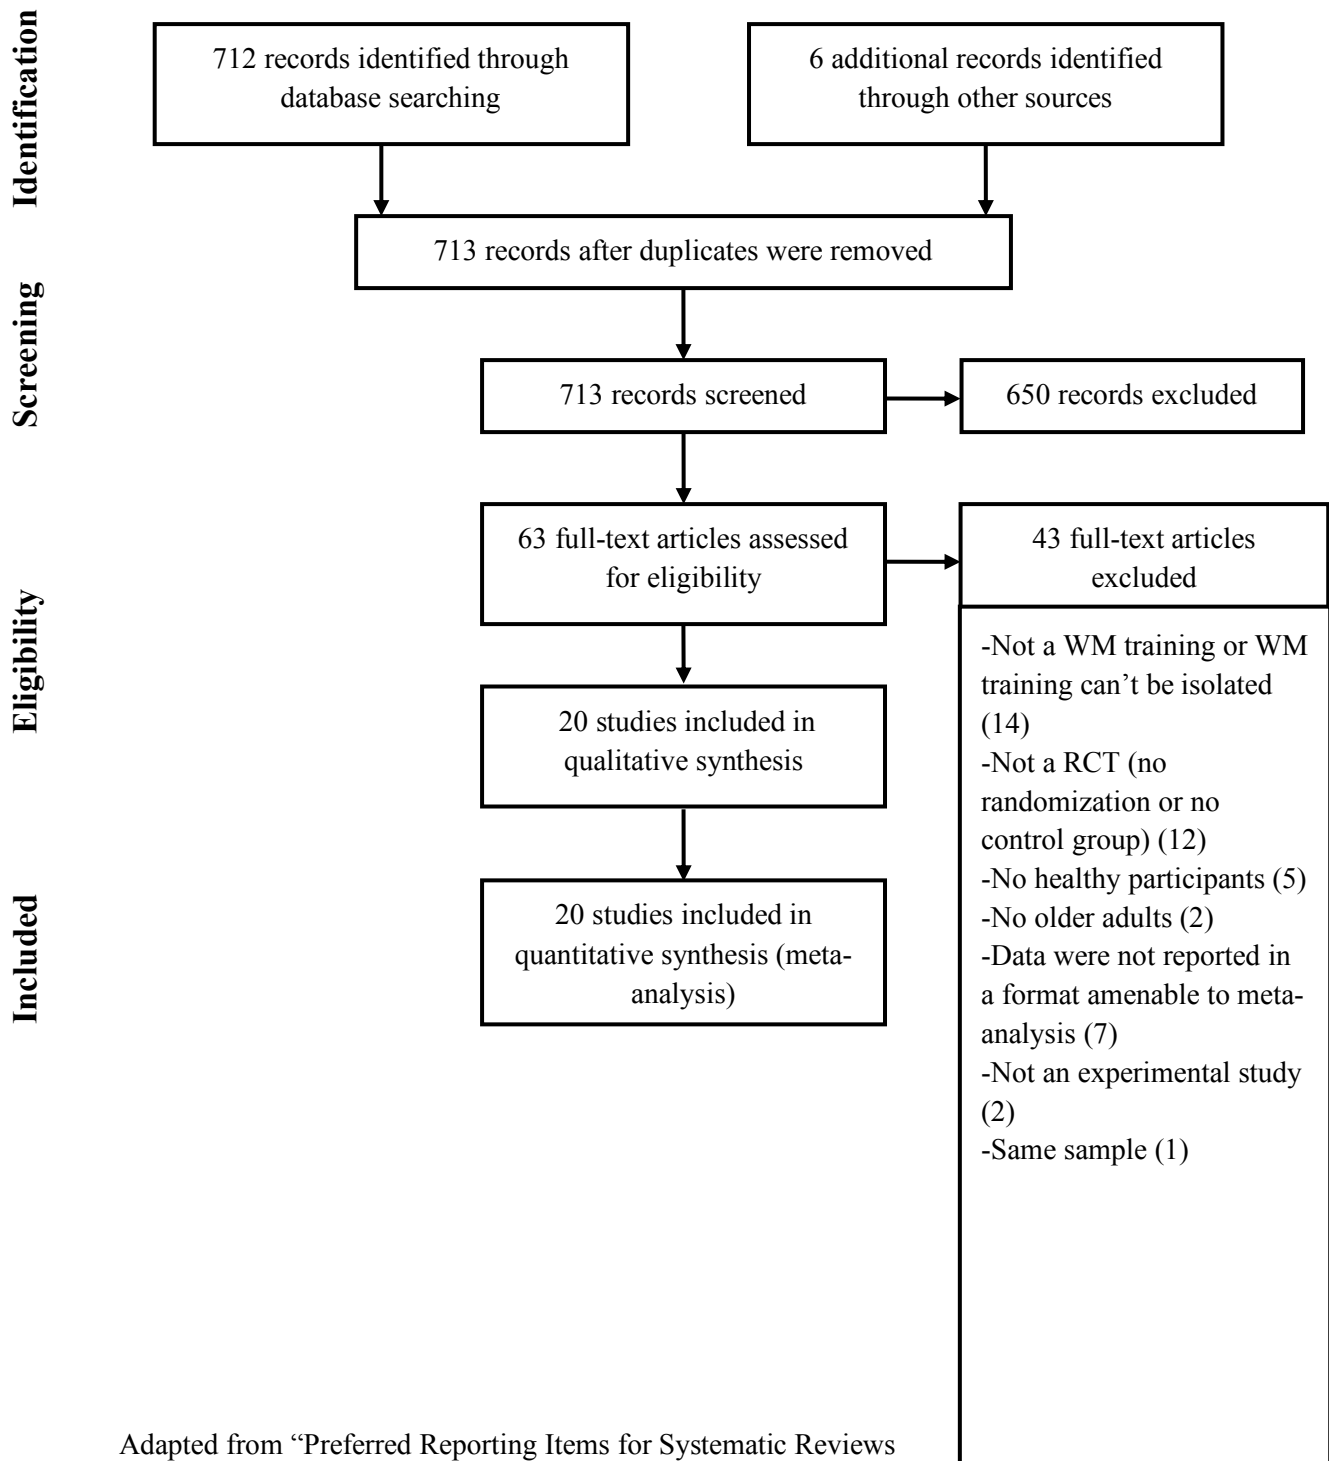 Identification
712 records identified through
database searching
6 additional records identified
through other sources
713 records after duplicates were removed
Screening
713 records screened
650 records excluded
Eligibility
63 full-text articles assessed
for eligibility
43 full-text articles
excluded
-Not a WM training or WM
training can’t be isolated
(14)
-Not a RCT (no
randomization or no
control group) (12)
-No healthy participants (5)
-No older adults (2)
-Data were not reported in
a format amenable to meta-
analysis (7)
-Not an experimental study
(2)
-Same sample (1)
20 studies included in
qualitative synthesis
Included
20 studies included in
quantitative synthesis (meta-
analysis)
Adapted from “Preferred Reporting Items for Systematic Reviews